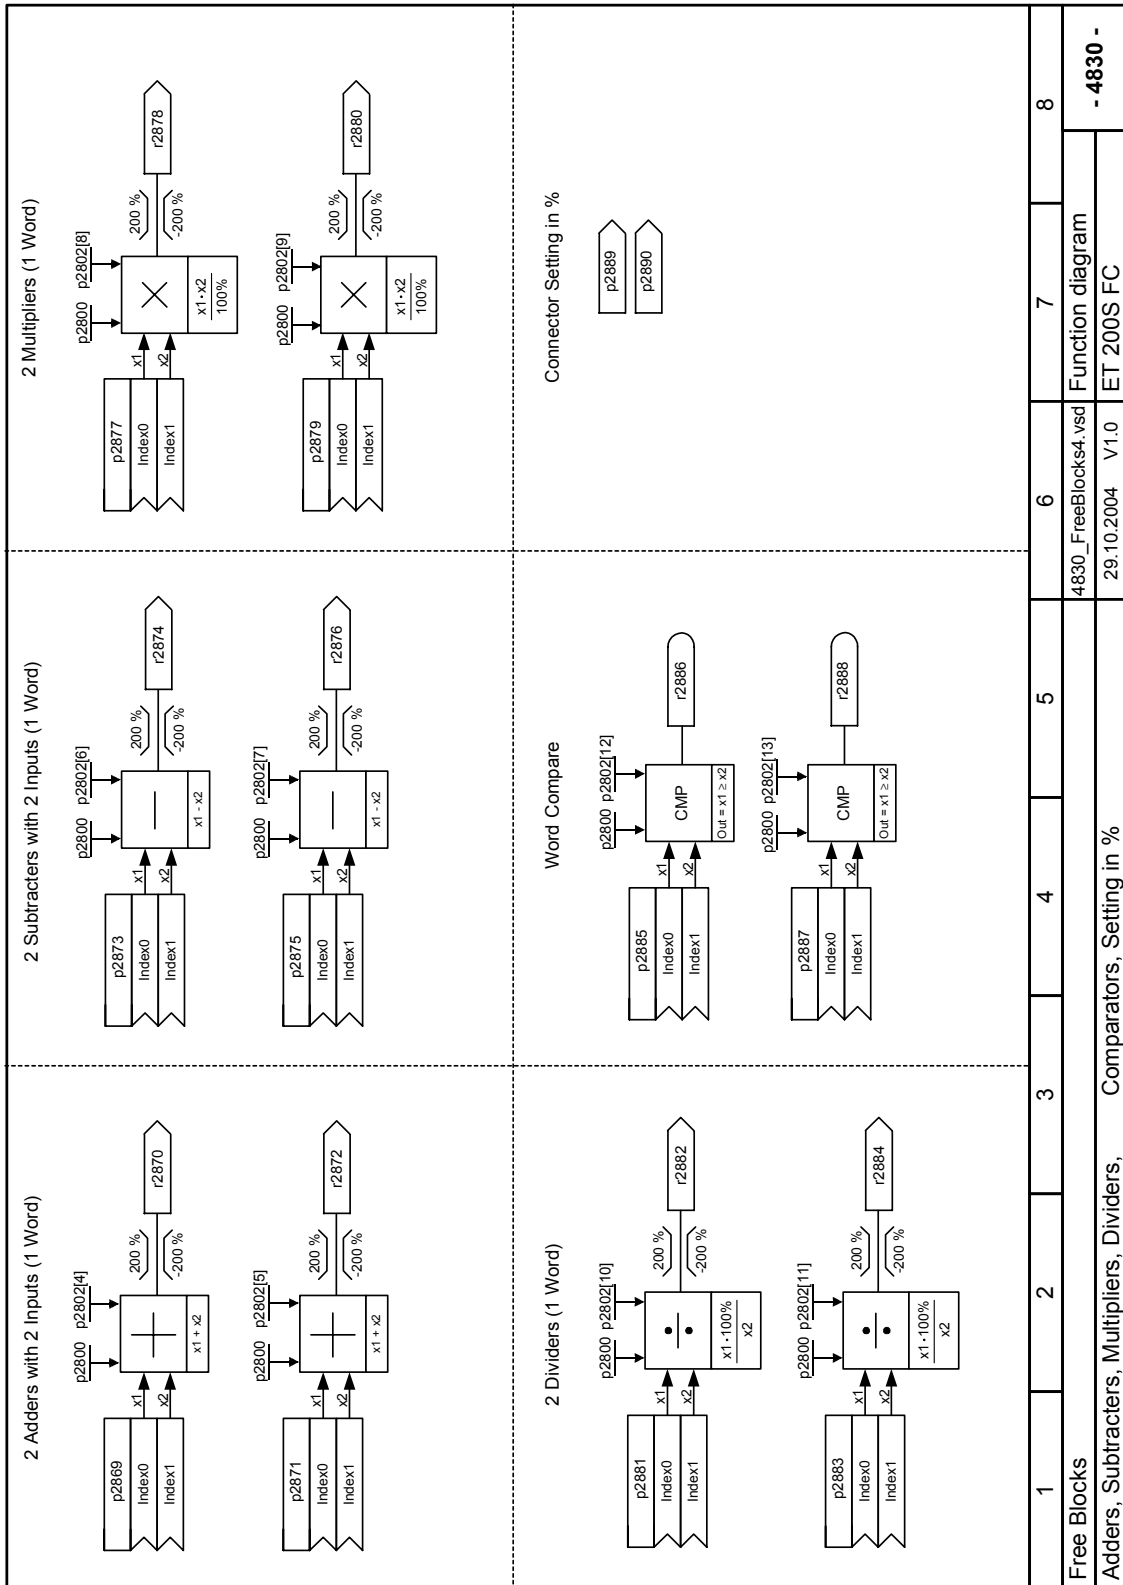 2 Adders with 2 Inputs (1 Word)
p2800 p2802[4]
p2869
Index0
Index1
x1
x2
x1 + x2
200 %
-200 %
r2870
p2800 p2802[5]
p2871
Index0
Index1
x1
x2
x1 + x2
200 %
-200 %
r2872
2 Subtracters with 2 Inputs (1 Word)
p2800 p2802[6]
p2873
Index0
Index1
x1
x2
x1 - x2
200 %
-200 %
r2874
p2800 p2802[7]
p2875
Index0
Index1
x1
x2
x1 - x2
200 %
-200 %
r2876
2 Multipliers (1 Word)
p2800 p2802[8]
p2877
Index0
Index1
x1
x2
x1·x2
100%
200 %
-200 %
r2878
p2800 p2802[9]
p2879
Index0
Index1
x1
x2
x1·x2
100%
200 %
-200 %
r2880
2 Dividers (1 Word)
p2800 p2802[10]
p2881
Index0
Index1
x1
x2
x1·100%
x2
200 %
-200 %
r2882
p2800 p2802[11]
p2883
Index0
Index1
x1
x2
x1·100%
x2
200 %
-200 %
r2884
Word Compare
p2800 p2802[12]
p2885
Index0
Index1
x1
x2
CMP
Out = x1 ≥ x2
r2886
p2800 p2802[13]
p2887
Index0
Index1
x1
x2
CMP
Out = x1 ≥ x2
r2888
Connector Setting in %
p2889
p2890
1 2 3 4 5 6 7 8
Free Blocks
4830_FreeBlocks4.vsd
Function diagram
- 4830 -
Adders, Subtracters, Multipliers, Dividers, Comparators, Setting in %
29.10.2004 V1.0
ET 200S FC